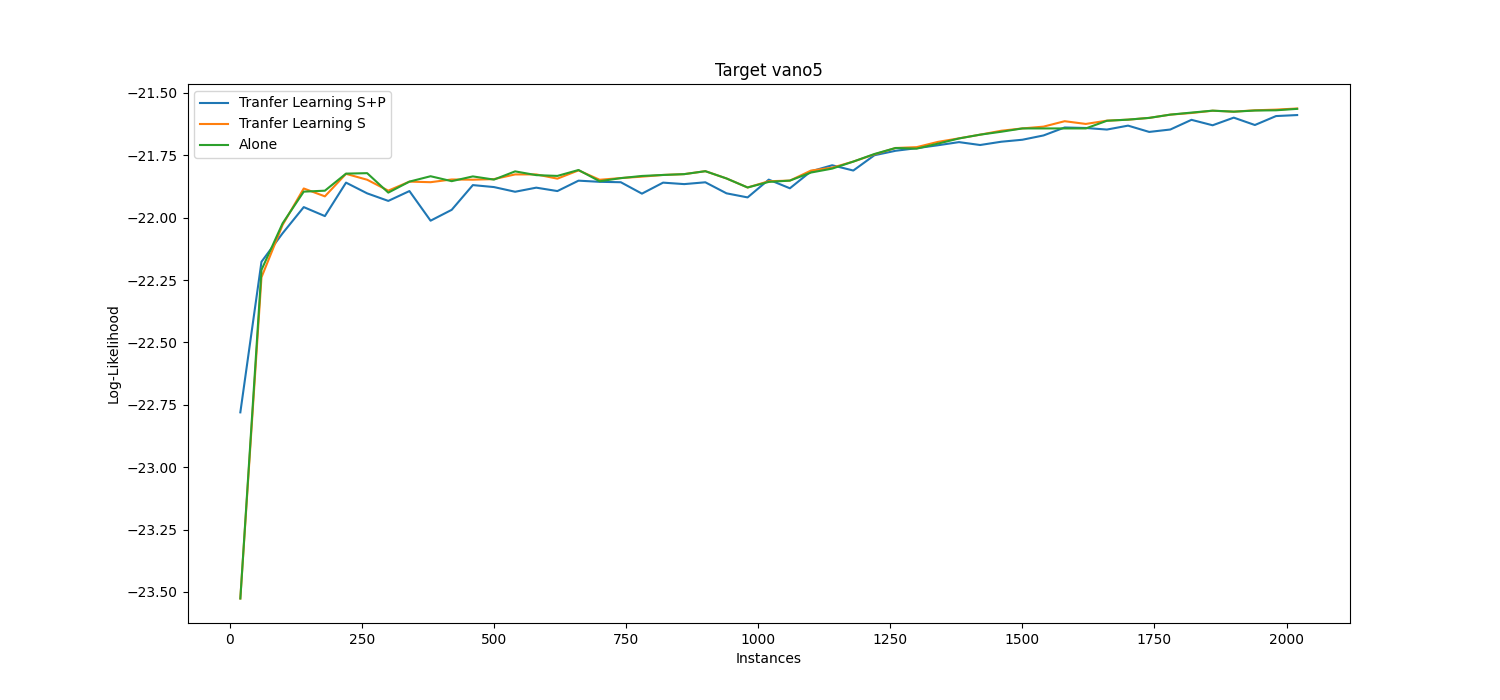 Target vano5
Tranfer Learning S+P
Tranfer Learning S
Alone
Log-Likelihood
−21.50
−21.75
−22.00
−22.25
−22.50
−22.75
−23.00
−23.25
−23.50
0 250 500 750 1000 1250 1500 1750 2000
Instances